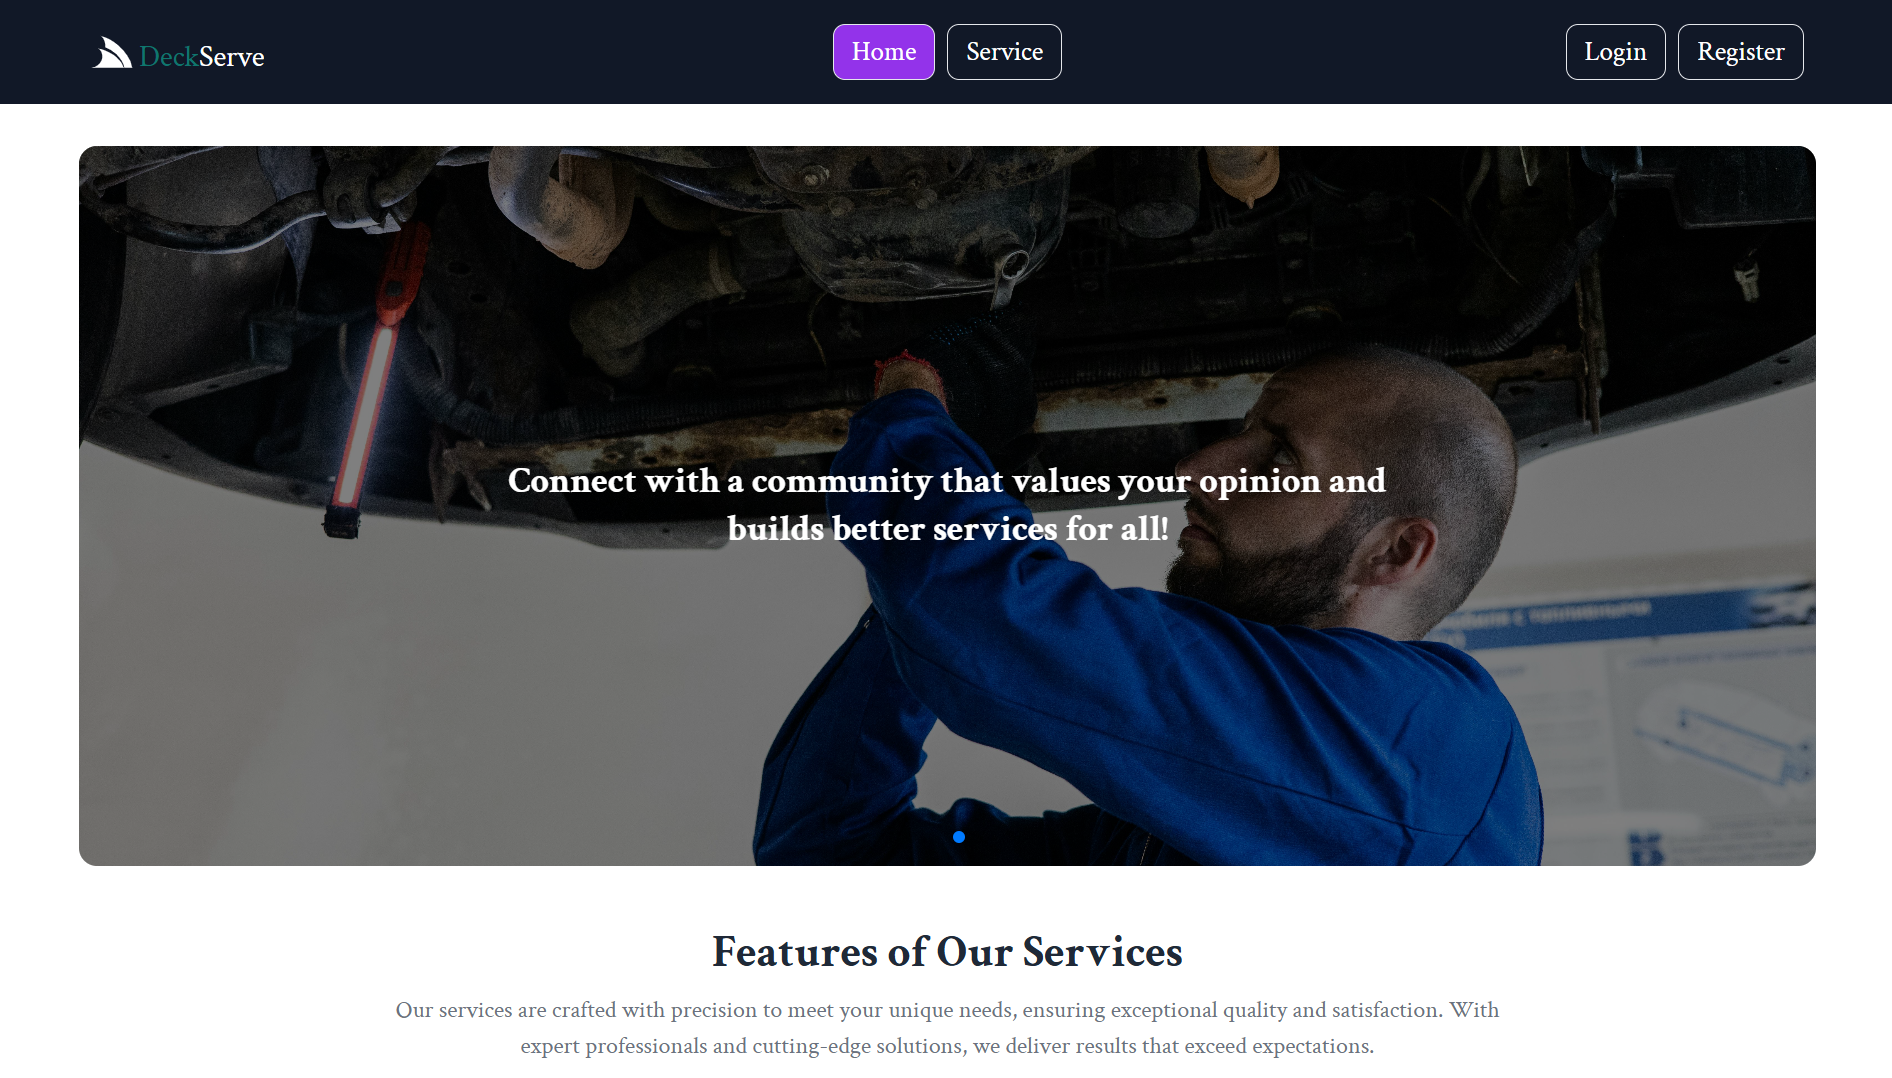 DeckServe
Home
Service
Login
Register
Connect with a community that values your opinion and
builds better services for all!
Features of Our Services
Our services are crafted with precision to meet your unique needs, ensuring exceptional quality and satisfaction. With
expert professionals and cutting-edge solutions, we deliver results that exceed expectations.